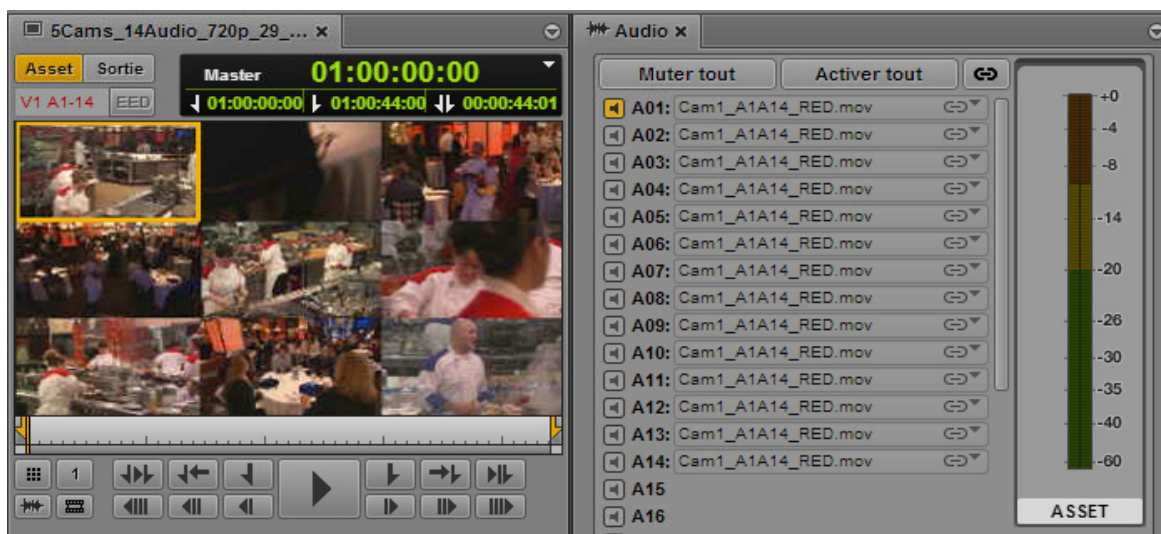 5Cams_14Audio_720p_29_...
Asset Sortie
Master 01:00:00:00
V1 A1-14 EED
01:00:00:00 01:00:44:00 00:00:44:01
1
Audio
Muter tout Activer tout
A01: Cam1_A1A14_RED.mov
A02: Cam1_A1A14_RED.mov
A03: Cam1_A1A14_RED.mov
A04: Cam1_A1A14_RED.mov
A05: Cam1_A1A14_RED.mov
A06: Cam1_A1A14_RED.mov
A07: Cam1_A1A14_RED.mov
A08: Cam1_A1A14_RED.mov
A09: Cam1_A1A14_RED.mov
A10: Cam1_A1A14_RED.mov
A11: Cam1_A1A14_RED.mov
A12: Cam1_A1A14_RED.mov
A13: Cam1_A1A14_RED.mov
A14: Cam1_A1A14_RED.mov
A15
A16
+0
-4
-8
-14
-20
-26
-30
-35
-40
-60
ASSET